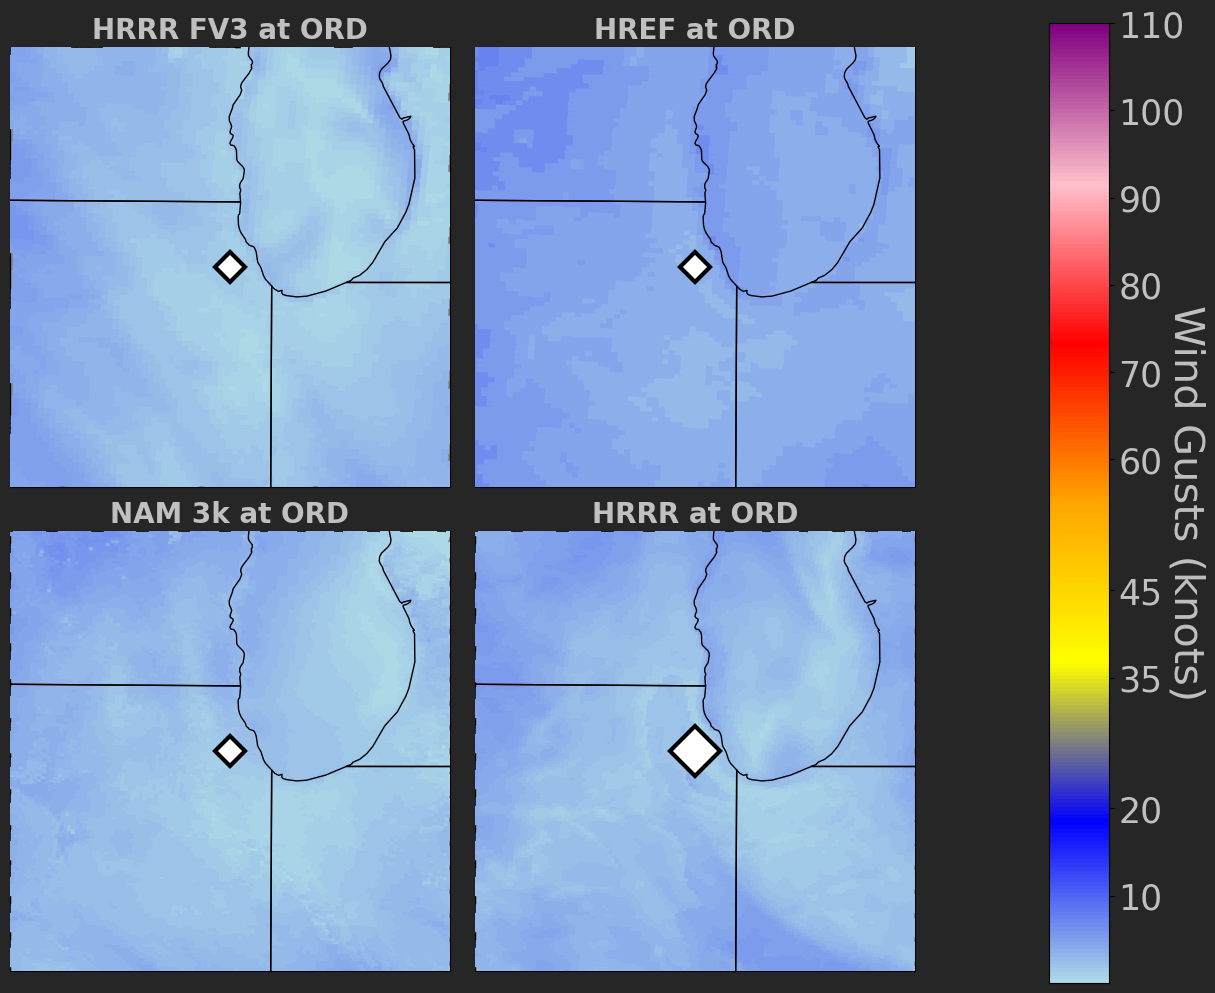 HRRR FV3 at ORD
HREF at ORD
NAM 3k at ORD
HRRR at ORD
110
100
90
80
70
60
45
35
20
10
Wind Gusts (knots)